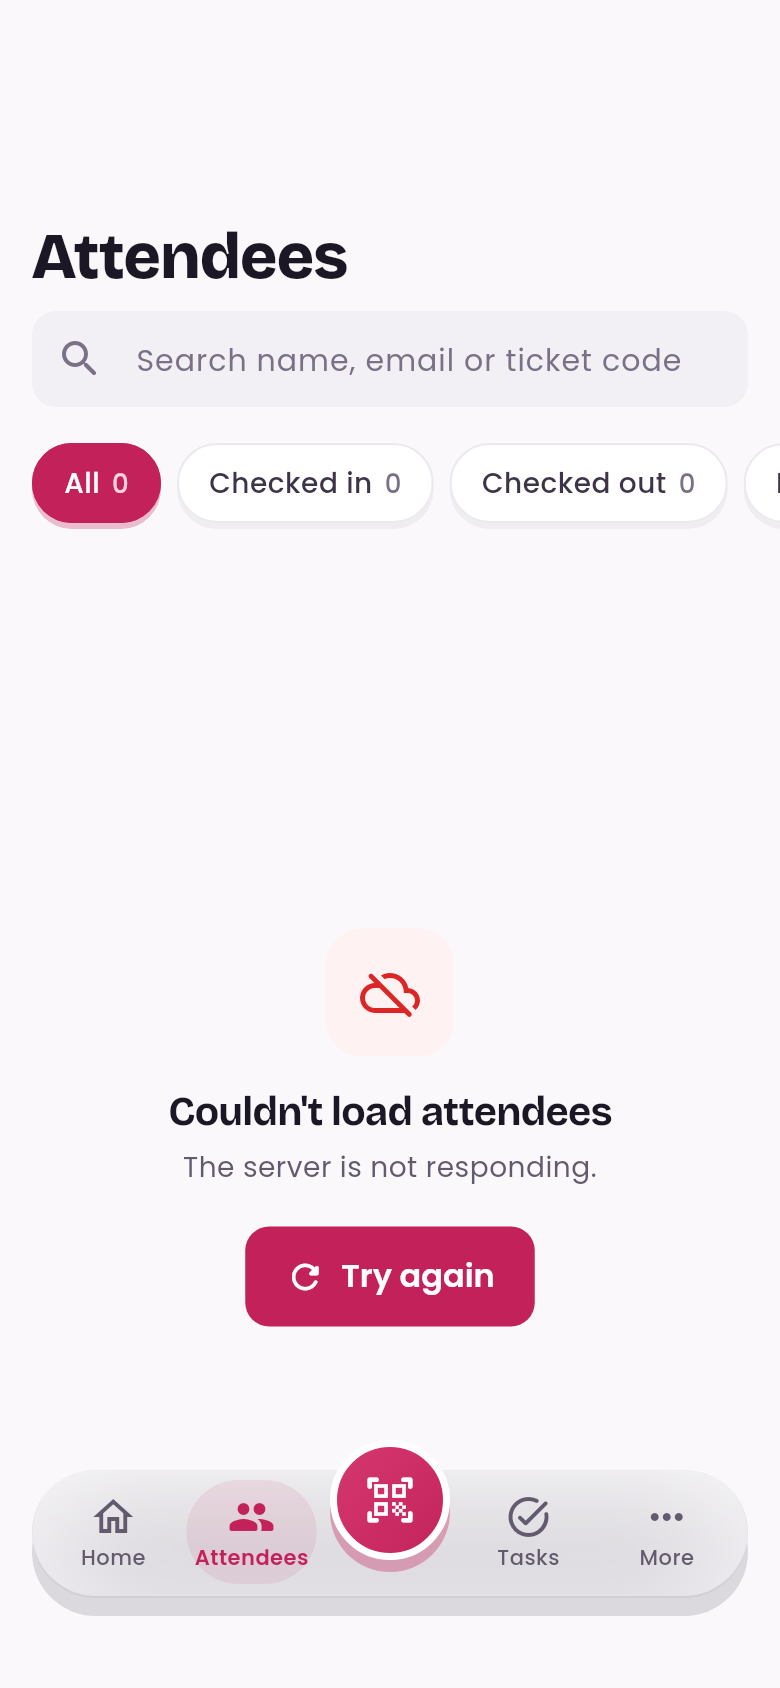 Attendees
Search name, email or ticket code
All 0
Checked in 0
Checked out 0
Couldn't load attendees
The server is not responding.
Try again
Home
Attendees
Tasks
More